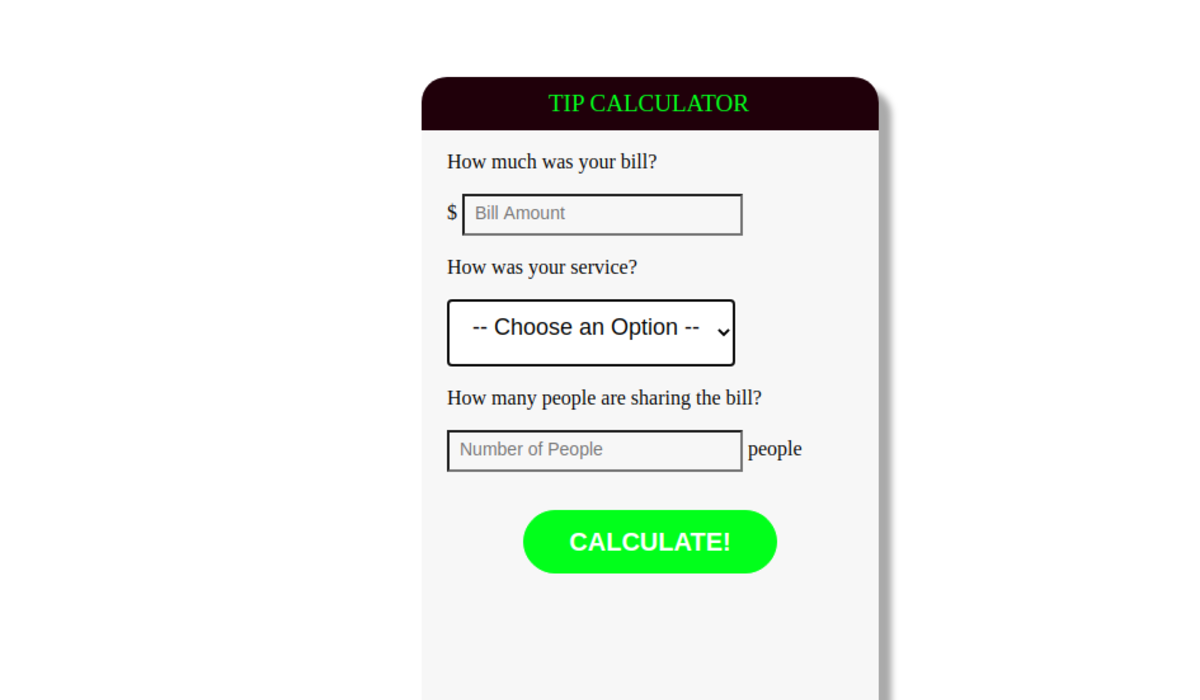 TIP CALCULATOR
How much was your bill?
$ Bill Amount
How was your service?
-- Choose an Option --
How many people are sharing the bill?
Number of People people
CALCULATE!